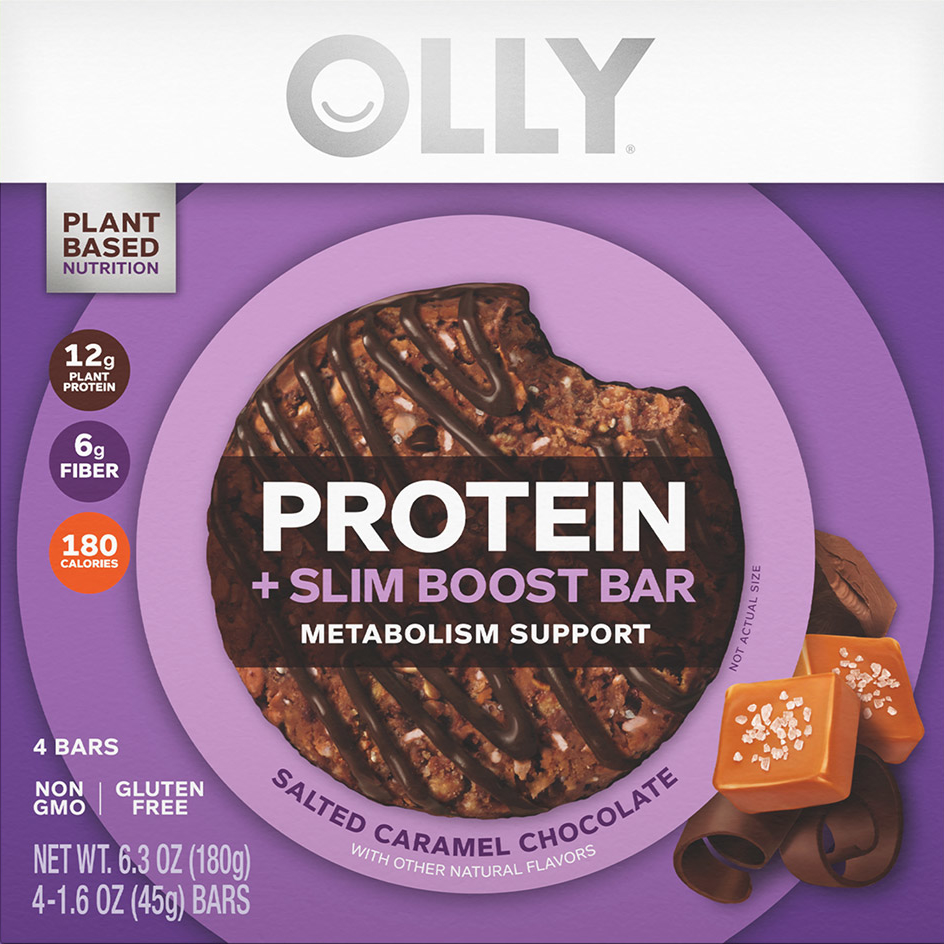 OLLY®
PLANT
BASED
NUTRITION
12g
PLANT
PROTEIN
6g
FIBER
180
CALORIES
PROTEIN
+ SLIM BOOST BAR
METABOLISM SUPPORT
NOT ACTUAL SIZE
SALTED CARAMEL CHOCOLATE
WITH OTHER NATURAL FLAVORS
4 BARS
NON
GMO
GLUTEN
FREE
NET WT. 6.3 OZ (180g)
4-1.6 OZ (45g) BARS